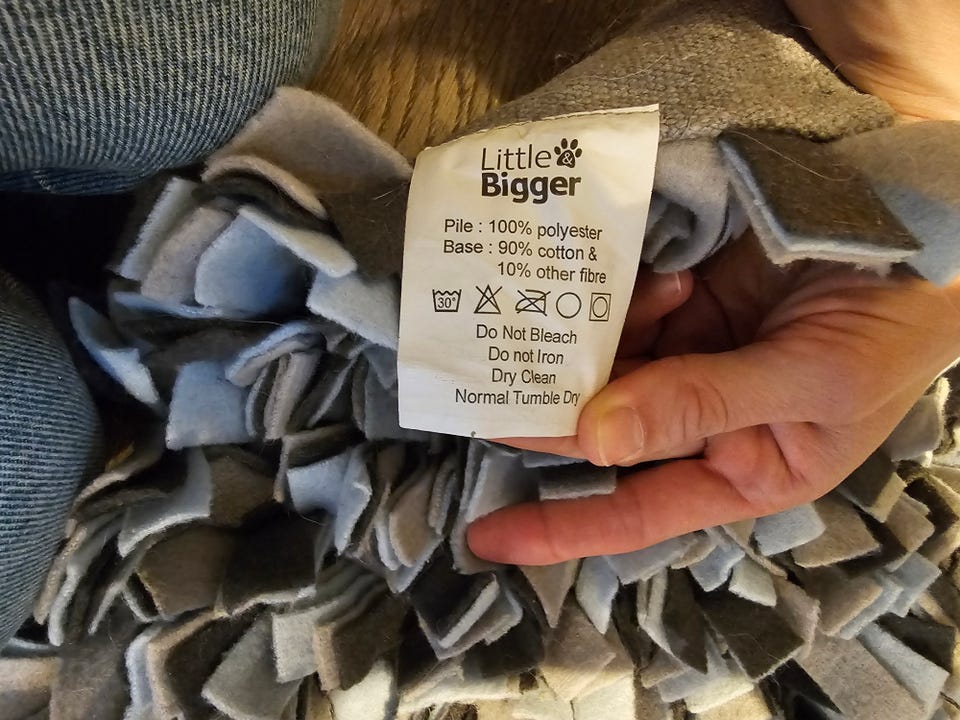 Little &
Bigger
Pile : 100% polyester
Base : 90% cotton &
10% other fibre
30°
Do Not Bleach
Do not Iron
Dry Clean
Normal Tumble Dry